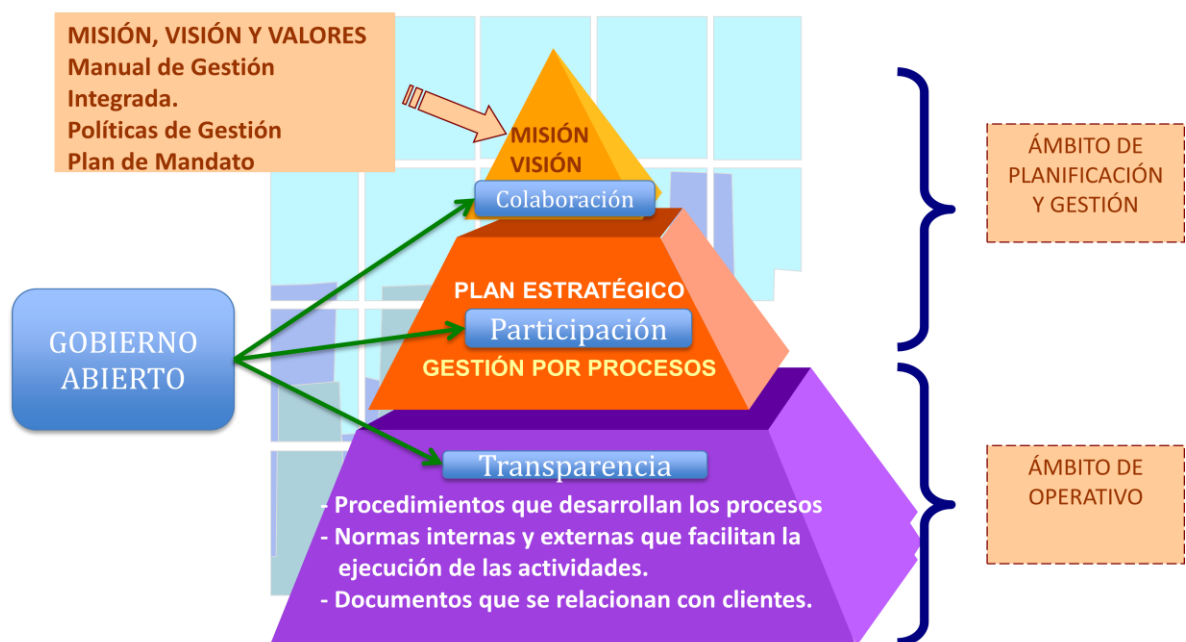 MISIÓN, VISIÓN Y VALORES
Manual de Gestión
Integrada.
Políticas de Gestión
Plan de Mandato
MISIÓN
VISIÓN
Colaboración
ÁMBITO DE
PLANIFICACIÓN
Y GESTIÓN
PLAN ESTRATÉGICO
Participación
GESTIÓN POR PROCESOS
GOBIERNO
ABIERTO
Transparencia
- Procedimientos que desarrollan los procesos
- Normas internas y externas que facilitan la
ejecución de las actividades.
- Documentos que se relacionan con clientes.
ÁMBITO DE
OPERATIVO